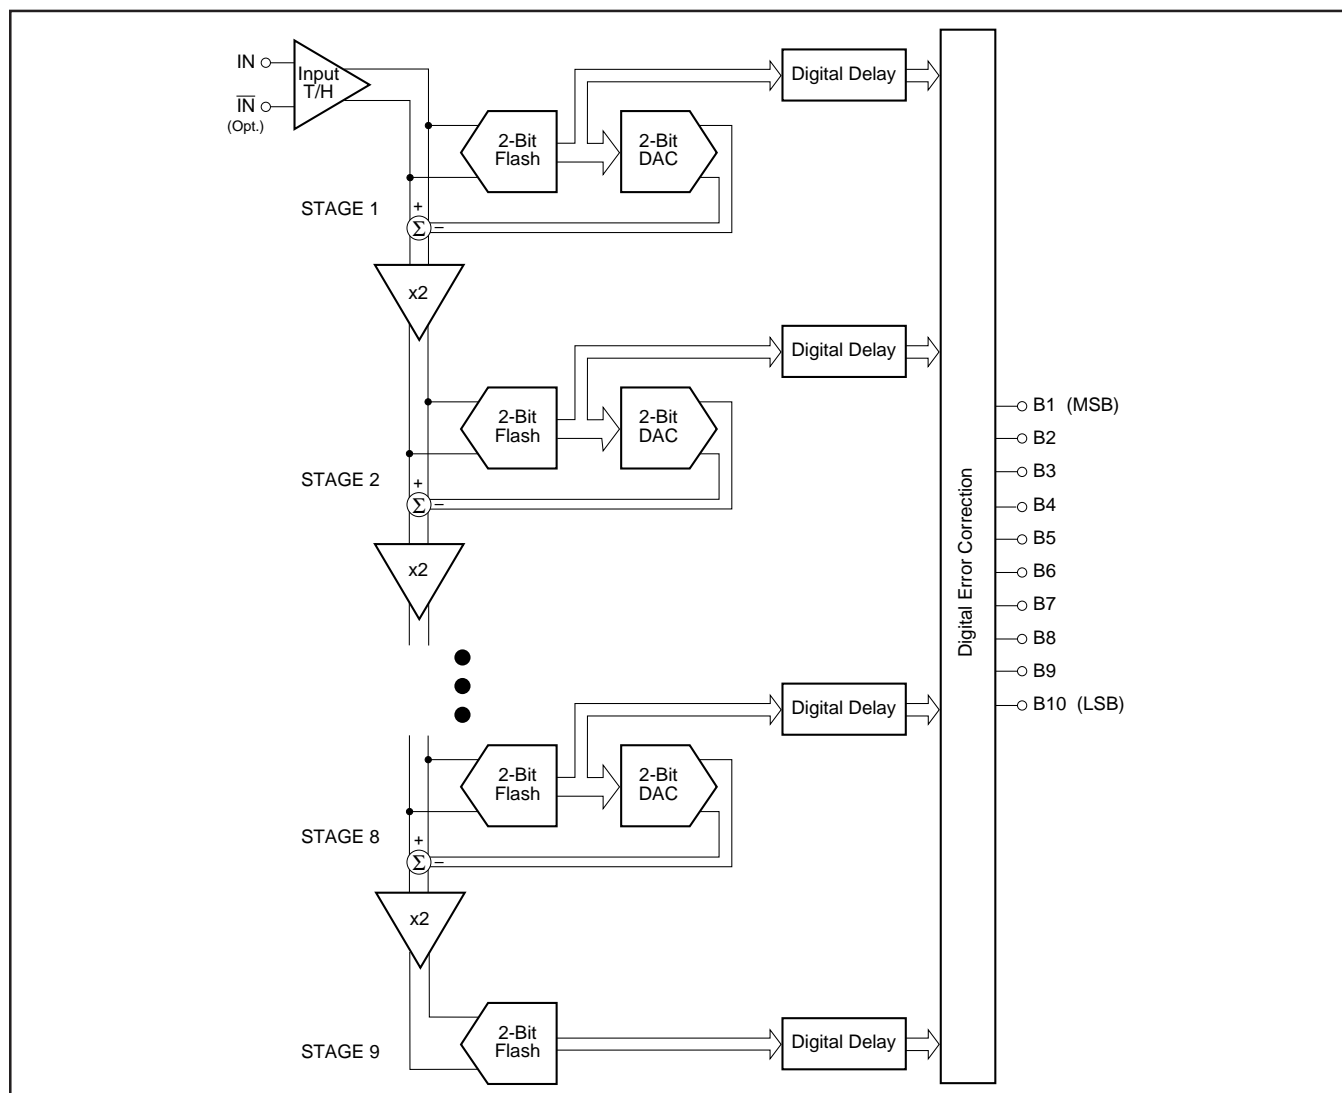 IN
Input
T/H
IN
(Opt.)
2-Bit
Flash
2-Bit
DAC
Digital Delay
STAGE 1
+
Σ
–
x2
2-Bit
Flash
2-Bit
DAC
Digital Delay
STAGE 2
+
Σ
–
x2
2-Bit
Flash
2-Bit
DAC
Digital Delay
STAGE 8
+
Σ
–
x2
STAGE 9
2-Bit
Flash
Digital Delay
Digital Error Correction
B1 (MSB)
B2
B3
B4
B5
B6
B7
B8
B9
B10 (LSB)